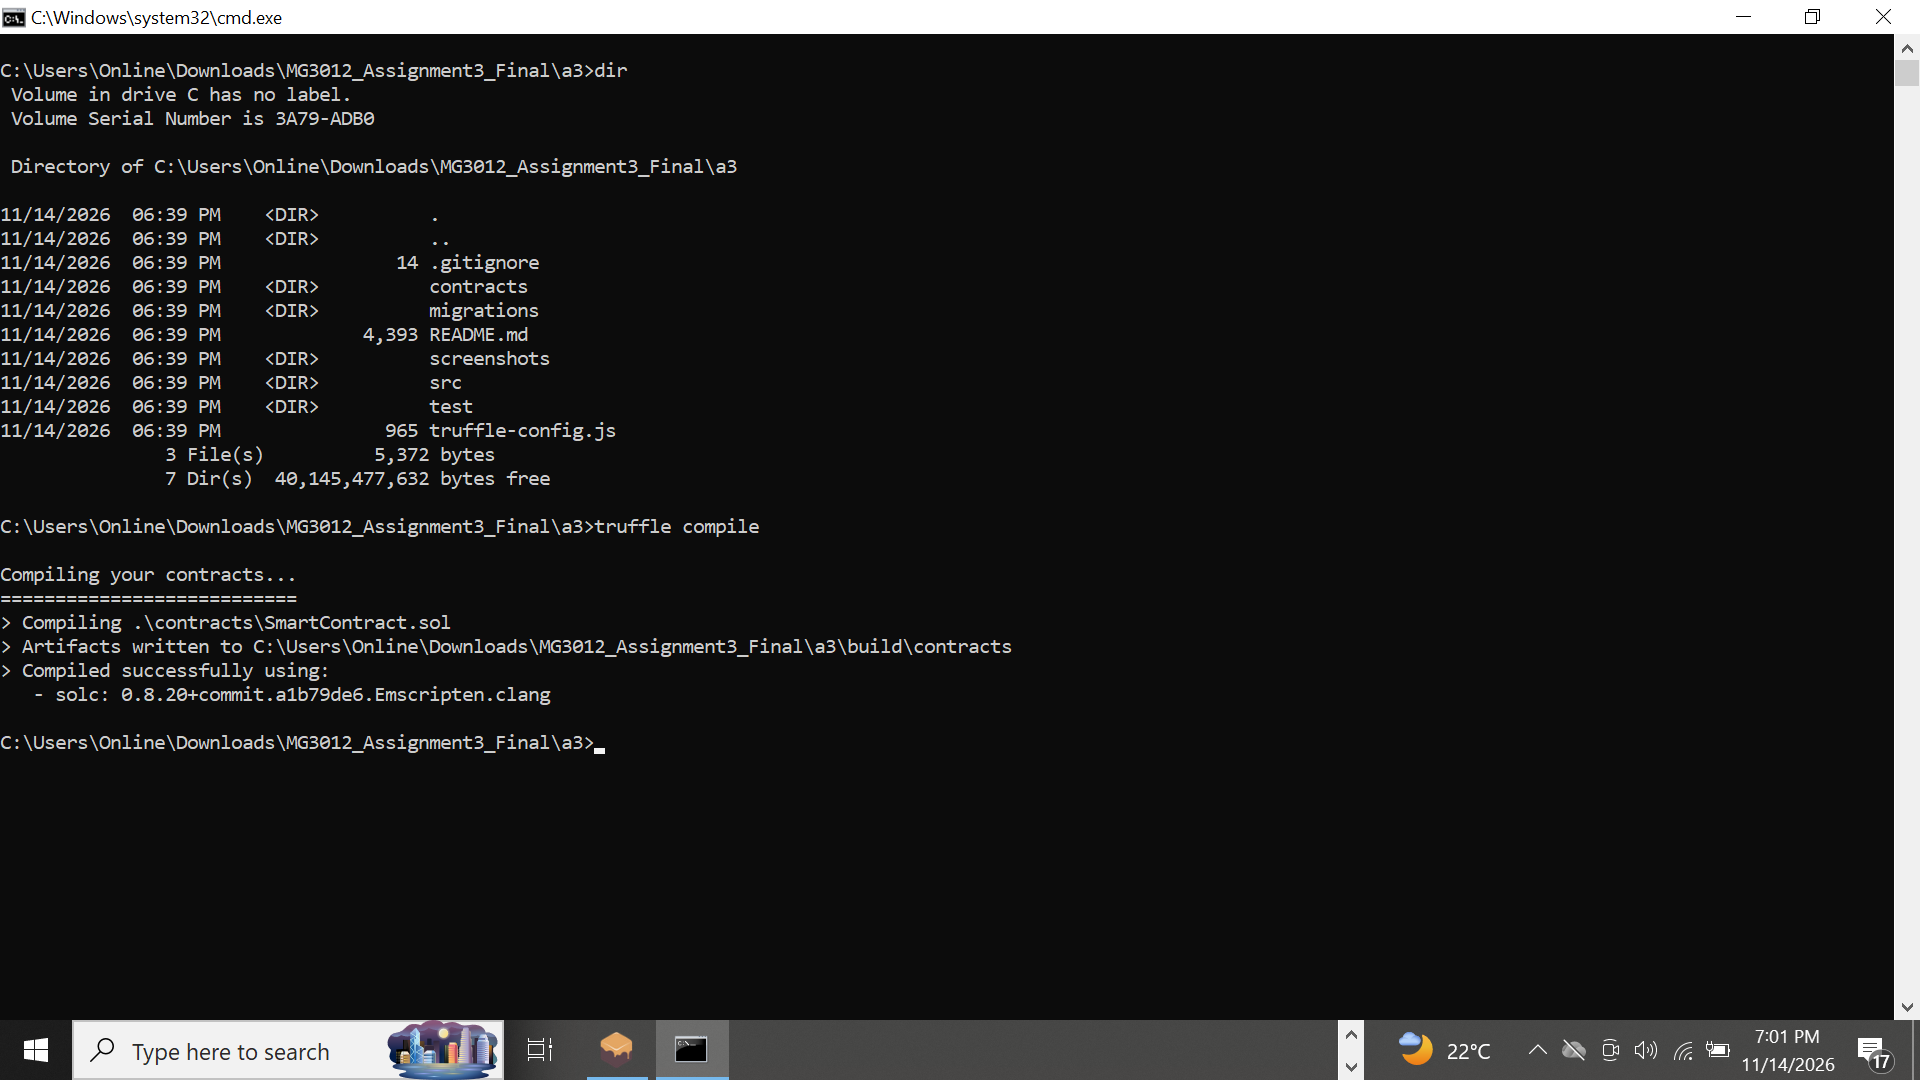 C:\Windows\system32\cmd.exe
C:\Users\Online\Downloads\MG3012_Assignment3_Final\a3>dir
 Volume in drive C has no label.
 Volume Serial Number is 3A79-ADB0
 Directory of C:\Users\Online\Downloads\MG3012_Assignment3_Final\a3
11/14/2026  06:39 PM    <DIR>          .
11/14/2026  06:39 PM    <DIR>          ..
11/14/2026  06:39 PM                14 .gitignore
11/14/2026  06:39 PM    <DIR>          contracts
11/14/2026  06:39 PM    <DIR>          migrations
11/14/2026  06:39 PM             4,393 README.md
11/14/2026  06:39 PM    <DIR>          screenshots
11/14/2026  06:39 PM    <DIR>          src
11/14/2026  06:39 PM    <DIR>          test
11/14/2026  06:39 PM               965 truffle-config.js
               3 File(s)          5,372 bytes
               7 Dir(s)  40,145,477,632 bytes free
C:\Users\Online\Downloads\MG3012_Assignment3_Final\a3>truffle compile
Compiling your contracts...
===========================
> Compiling .\contracts\SmartContract.sol
> Artifacts written to C:\Users\Online\Downloads\MG3012_Assignment3_Final\a3\build\contracts
> Compiled successfully using:
   - solc: 0.8.20+commit.a1b79de6.Emscripten.clang
C:\Users\Online\Downloads\MG3012_Assignment3_Final\a3>
Type here to search
22°C
7:01 PM
11/14/2026
17